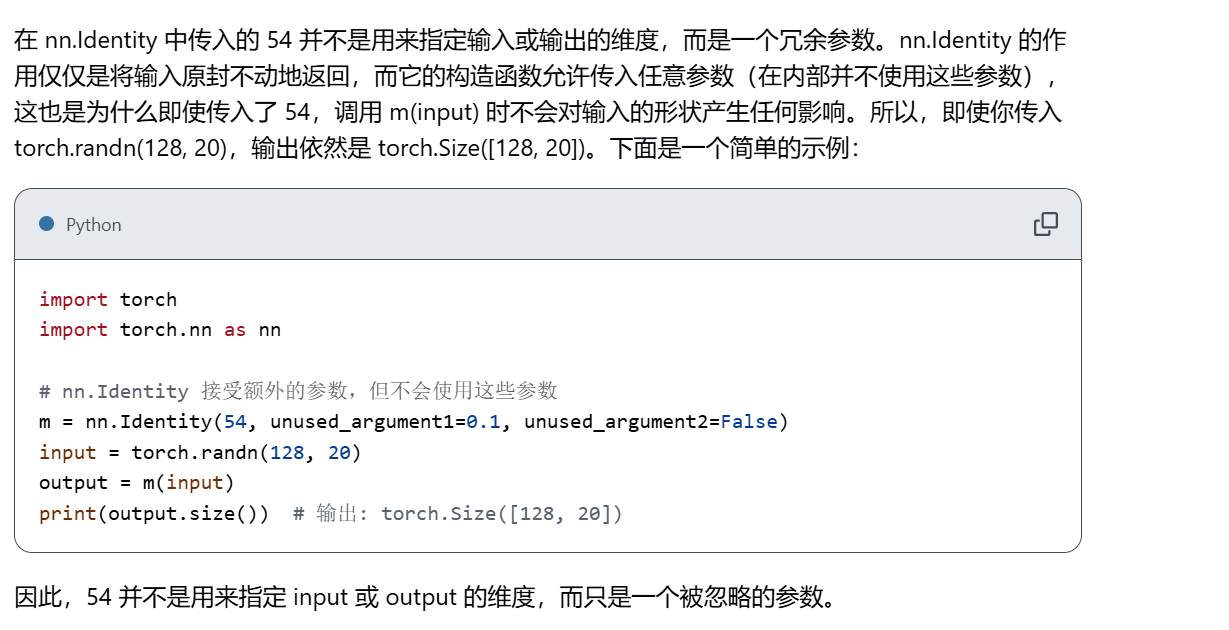 在 nn.Identity 中传入的 54 并不是用来指定输入或输出的维度，而是一个冗余参数。nn.Identity 的作
用仅仅是将输入原封不动地返回，而它的构造函数允许传入任意参数（在内部并不使用这些参数），
这也是为什么即使传入了 54，调用 m(input) 时不会对输入的形状产生任何影响。所以，即使你传入
torch.randn(128, 20)，输出依然是 torch.Size([128, 20])。下面是一个简单的示例：
Python
import torch
import torch.nn as nn
# nn.Identity 接受额外的参数，但不会使用这些参数
m = nn.Identity(54, unused_argument1=0.1, unused_argument2=False)
input = torch.randn(128, 20)
output = m(input)
print(output.size())  # 输出: torch.Size([128, 20])
因此，54 并不是用来指定 input 或 output 的维度，而只是一个被忽略的参数。